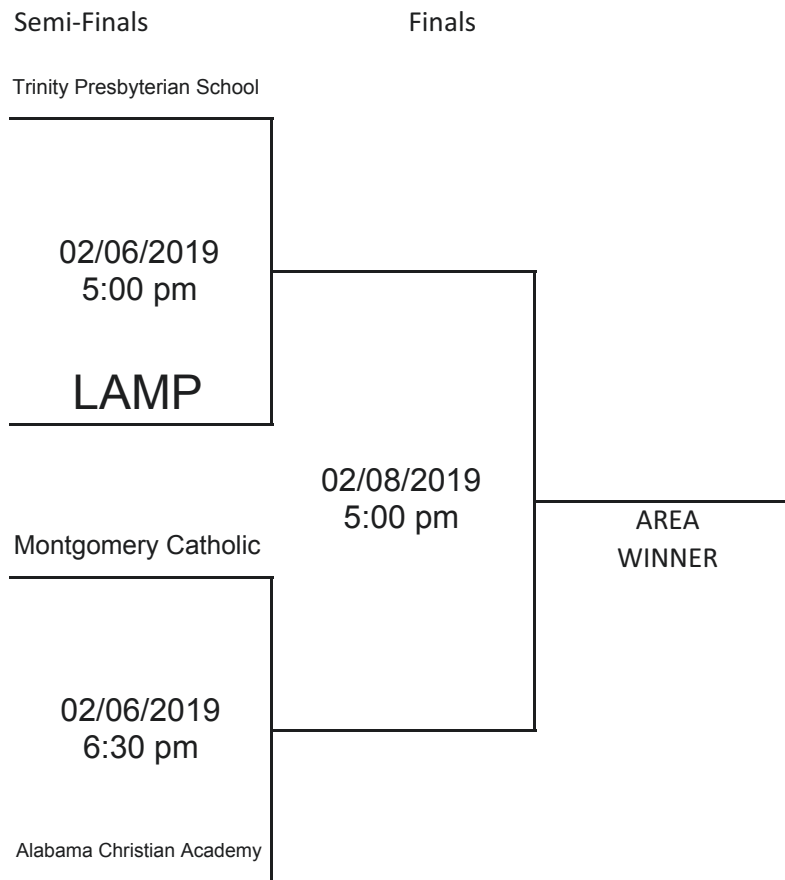 Semi-Finals
Finals
Trinity Presbyterian School
02/06/2019
5:00 pm
LAMP
02/08/2019
5:00 pm
AREA
WINNER
Montgomery Catholic
02/06/2019
6:30 pm
Alabama Christian Academy